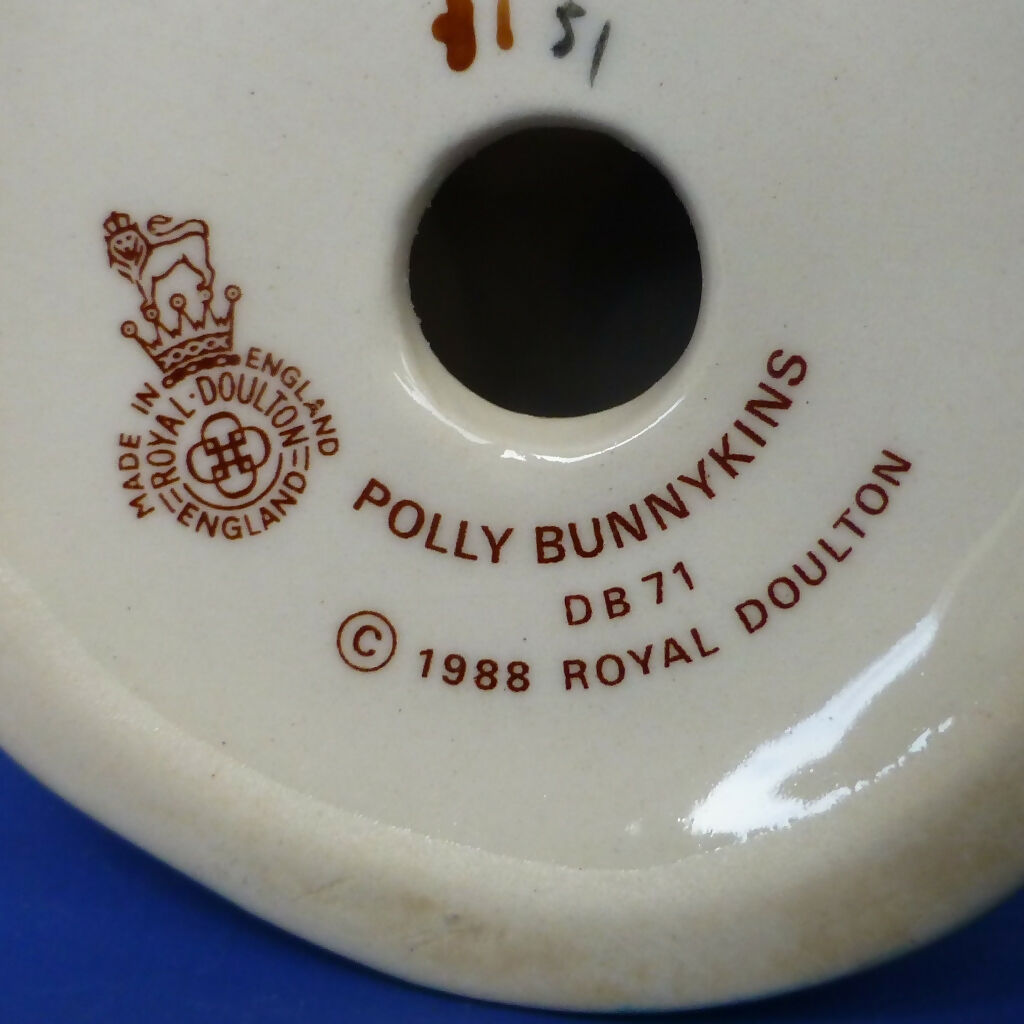 51
MADE IN ENGLAND
ROYAL·DOULTON
ENGLAND
POLLY BUNNYKINS
DB 71
© 1988 ROYAL DOULTON